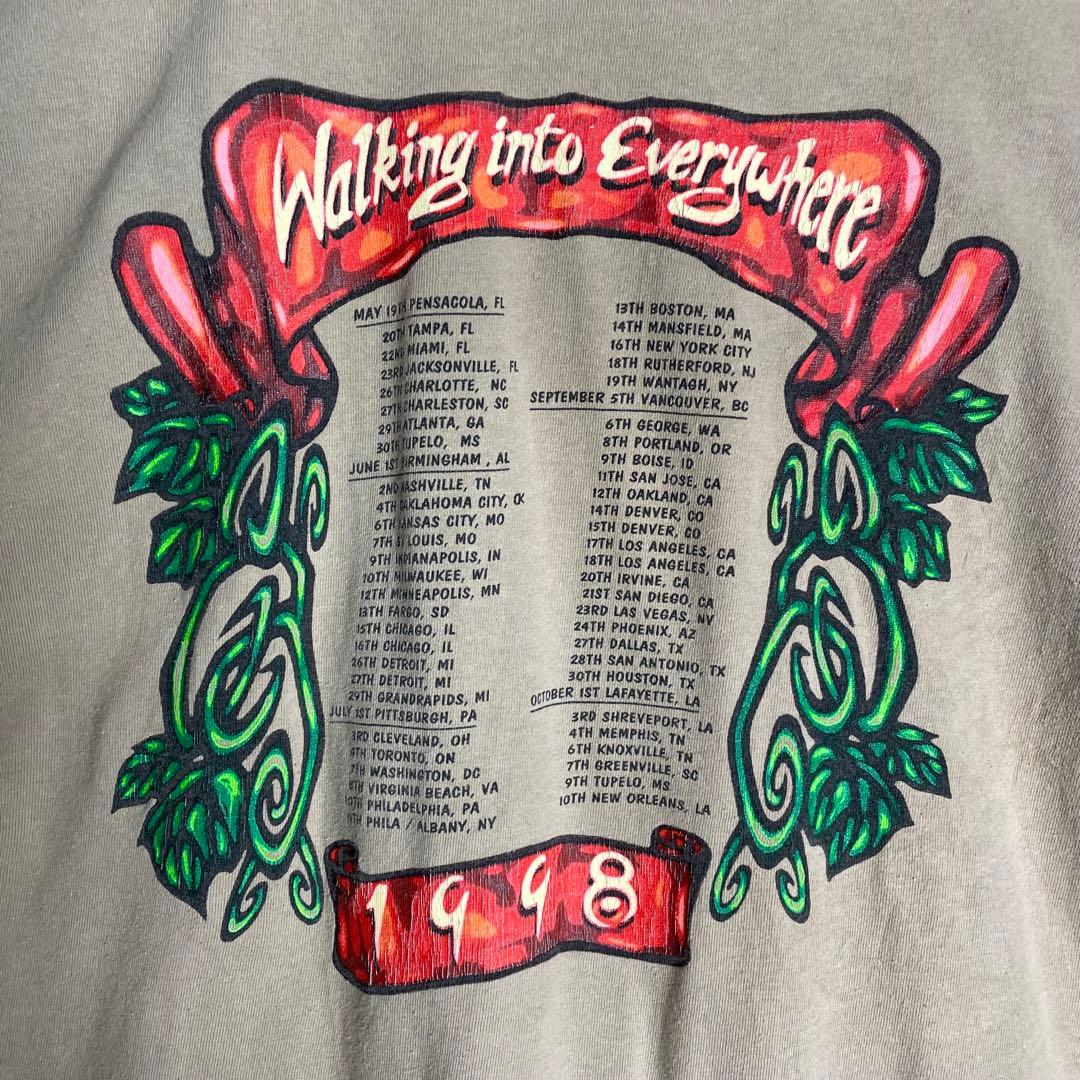 Walking into Everywhere
MAY 19TH PENSACOLA, FL
20TH TAMPA, FL
22ND MIAMI, FL
23RD JACKSONVILLE, FL
26TH CHARLOTTE, NC
27TH CHARLESTON, SC
29TH ATLANTA, GA
30TH TUPELO, MS
JUNE 1ST BIRMINGHAM, AL
2ND NASHVILLE, TN
4TH OAKLAHOMA CITY, OK
6TH KANSAS CITY, MO
7TH ST LOUIS, MO
9TH INDIANAPOLIS, IN
10TH MILWAUKEE, WI
12TH MINNEAPOLIS, MN
13TH FARGO, SD
15TH CHICAGO, IL
16TH CHICAGO, IL
26TH DETROIT, MI
27TH DETROIT, MI
29TH GRANDRAPIDS, MI
JULY 1ST PITTSBURGH, PA
3RD CLEVELAND, OH
4TH TORONTO, ON
7TH WASHINGTON, DC
8TH VIRGINIA BEACH, VA
10TH PHILADELPHIA, PA
11TH PHILA / ALBANY, NY
13TH BOSTON, MA
14TH MANSFIELD, MA
16TH NEW YORK CITY
18TH RUTHERFORD, NJ
19TH WANTAGH, NY
SEPTEMBER 5TH VANCOUVER, BC
6TH GEORGE, WA
8TH PORTLAND, OR
9TH BOISE, ID
11TH SAN JOSE, CA
12TH OAKLAND, CA
14TH DENVER, CO
15TH DENVER, CO
17TH LOS ANGELES, CA
18TH LOS ANGELES, CA
20TH IRVINE, CA
21ST SAN DIEGO, CA
23RD LAS VEGAS, NV
24TH PHOENIX, AZ
27TH DALLAS, TX
28TH SAN ANTONIO, TX
30TH HOUSTON, TX
OCTOBER 1ST LAFAYETTE, LA
3RD SHREVEPORT, LA
4TH MEMPHIS, TN
6TH KNOXVILLE, TN
7TH GREENVILLE, SC
9TH TUPELO, MS
10TH NEW ORLEANS, LA
1998